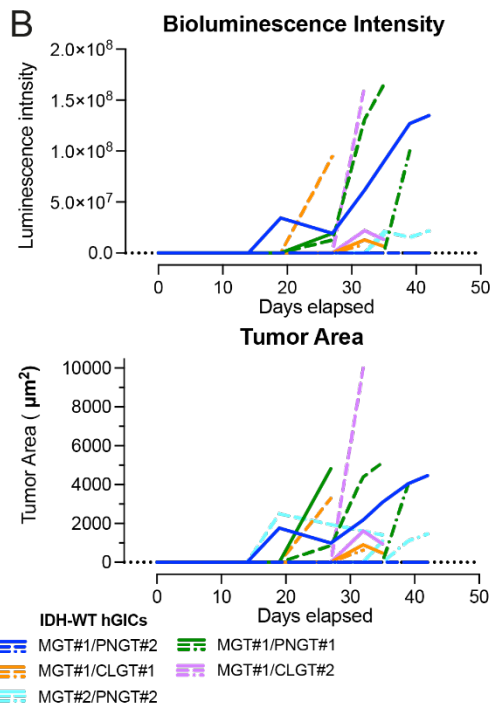 B
Bioluminescence Intensity
Luminescence intnsity
2.0×10⁸
1.5×10⁸
1.0×10⁸
5.0×10⁷
0.0
0 10 20 30 40 50
Days elapsed
Tumor Area
Tumor Area ( µm²)
10000
8000
6000
4000
2000
0
0 10 20 30 40 50
Days elapsed
IDH-WT hGICs
MGT#1/PNGT#2 MGT#1/PNGT#1
MGT#1/CLGT#1 MGT#1/CLGT#2
MGT#2/PNGT#2